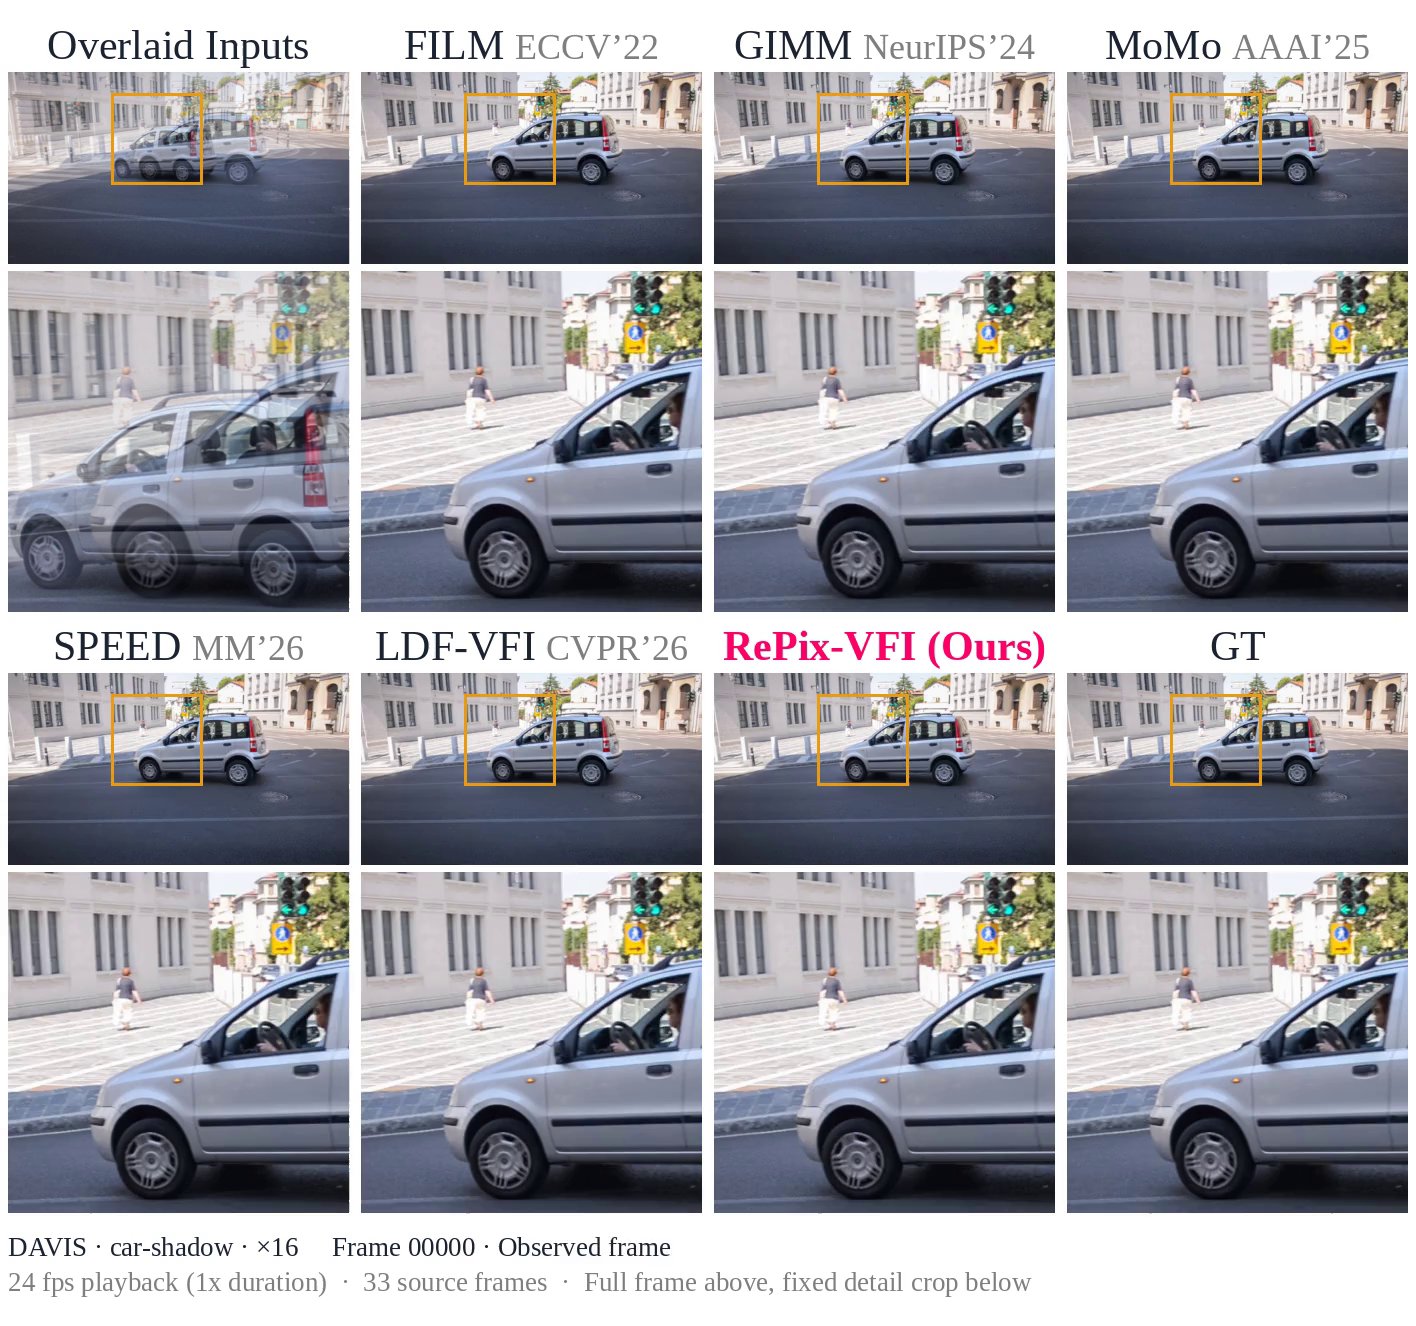 Overlaid Inputs FILM ECCV’22 GIMM NeurIPS’24 MoMo AAAI’25
SPEED MM’26 LDF-VFI CVPR’26 RePix-VFI (Ours) GT
DAVIS · car-shadow · ×16 Frame 00000 · Observed frame
24 fps playback (1x duration) · 33 source frames · Full frame above, fixed detail crop below